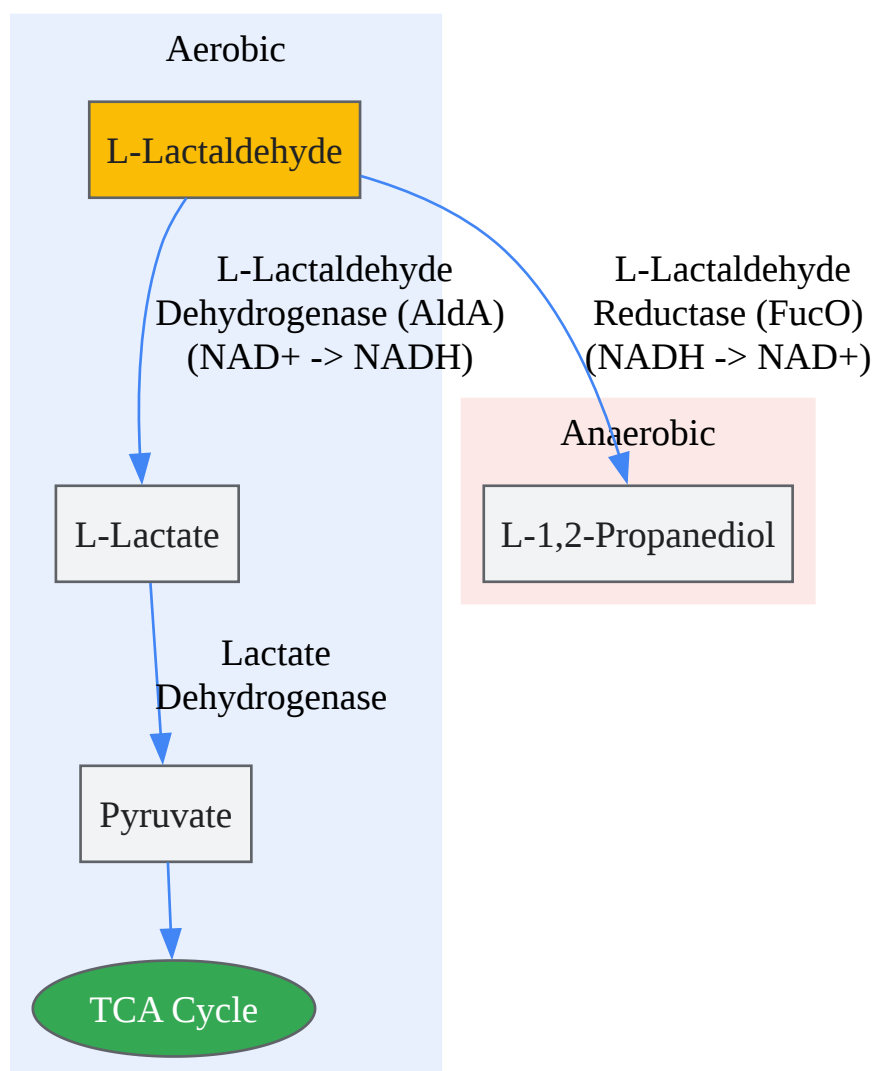 Aerobic
L-Lactaldehyde
L-Lactaldehyde
Dehydrogenase (AldA)
(NAD+ -> NADH)
L-Lactaldehyde
Reductase (FucO)
(NADH -> NAD+)
Anaerobic
L-Lactate
L-1,2-Propanediol
Lactate
Dehydrogenase
Pyruvate
TCA Cycle